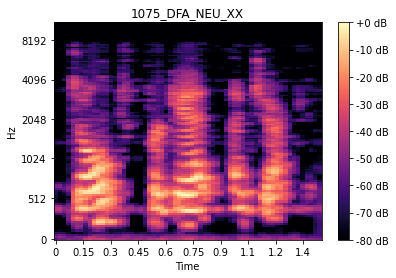 1075_DFA_NEU_XX
+0 dB
8192
-10 dB
4096
-20 dB
-30 dB
2048
Hz
-40 dB
1024
-50 dB
512
-60 dB
-70 dB
0
-80 dB
0 0.15 0.3 0.45 0.6 0.75 0.9 1.1 1.2 1.4
Time